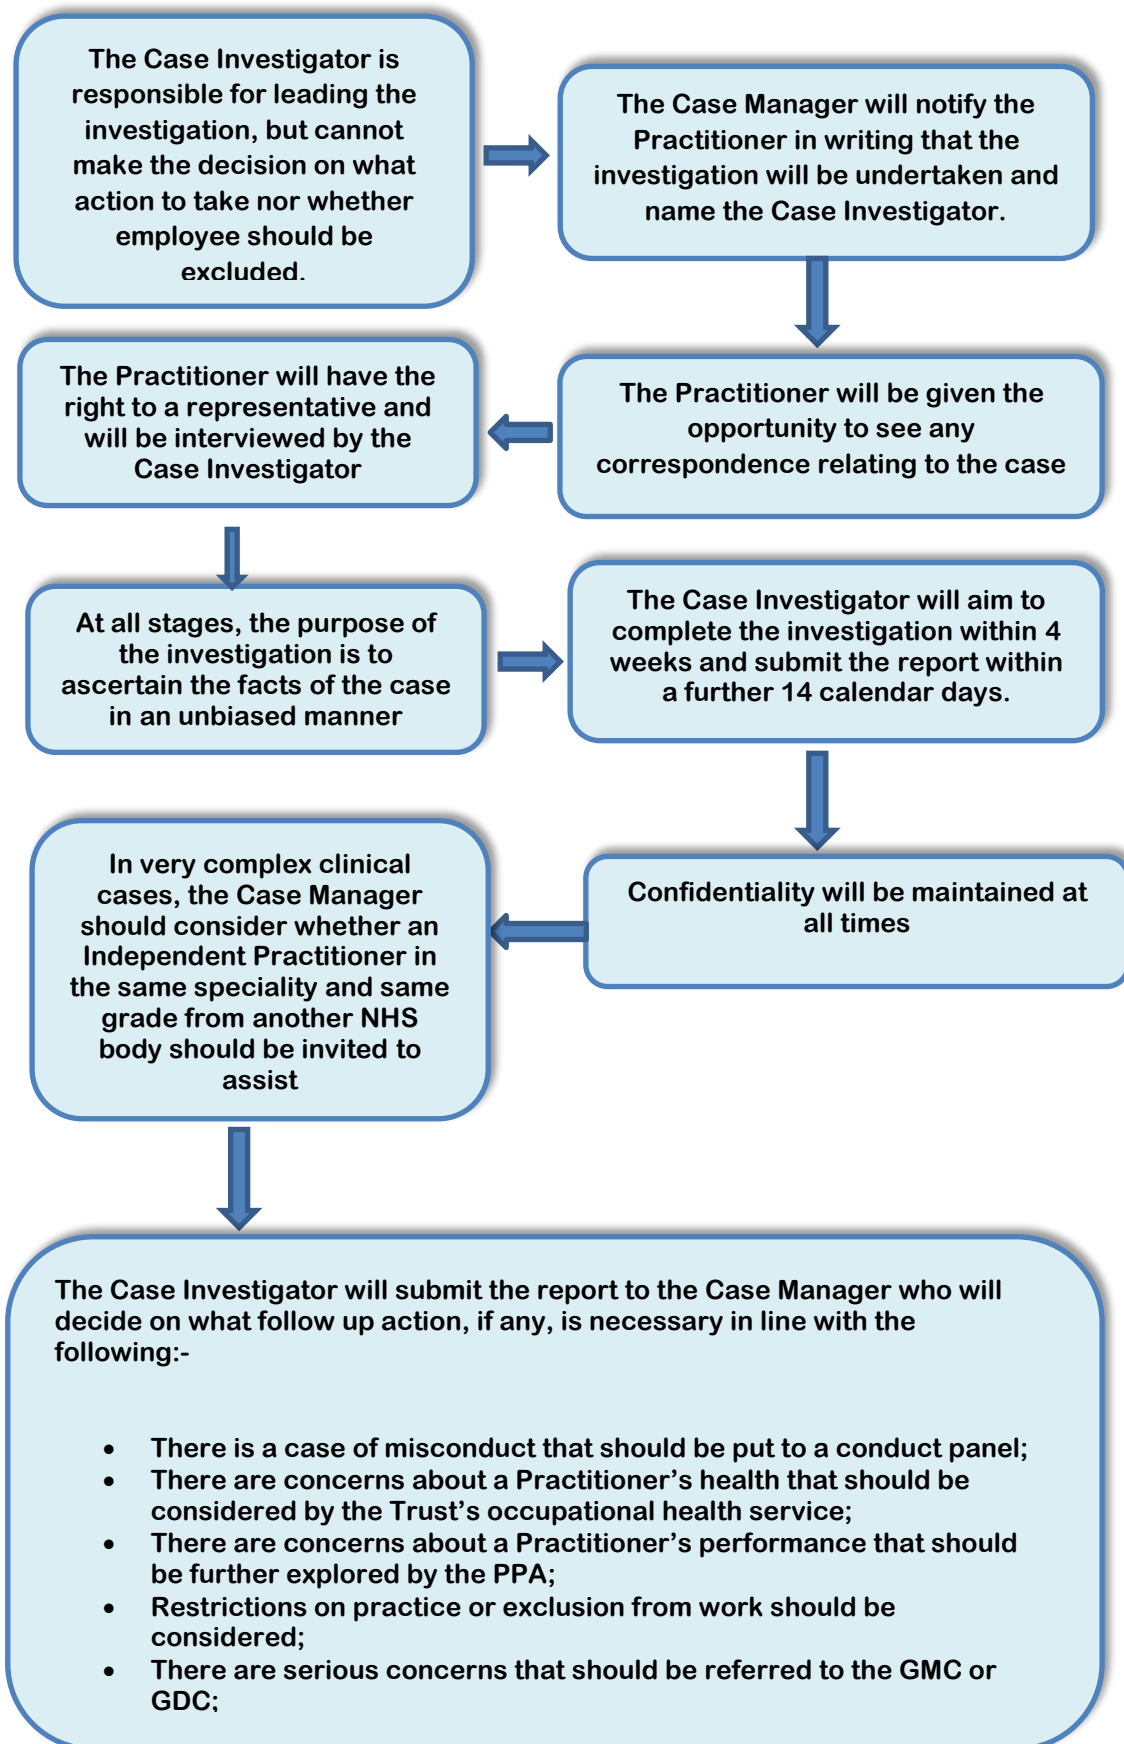 The Case Investigator is
responsible for leading the
investigation, but cannot
make the decision on what
action to take nor whether
employee should be
excluded.
The Case Manager will notify the
Practitioner in writing that the
investigation will be undertaken and
name the Case Investigator.
The Practitioner will be given the
opportunity to see any
correspondence relating to the case
The Practitioner will have the
right to a representative and
will be interviewed by the
Case Investigator
At all stages, the purpose of
the investigation is to
ascertain the facts of the case
in an unbiased manner
The Case Investigator will aim to
complete the investigation within 4
weeks and submit the report within
a further 14 calendar days.
Confidentiality will be maintained at
all times
In very complex clinical
cases, the Case Manager
should consider whether an
Independent Practitioner in
the same speciality and same
grade from another NHS
body should be invited to
assist
The Case Investigator will submit the report to the Case Manager who will
decide on what follow up action, if any, is necessary in line with the
following:-
• There is a case of misconduct that should be put to a conduct panel;
• There are concerns about a Practitioner’s health that should be
considered by the Trust’s occupational health service;
• There are concerns about a Practitioner’s performance that should
be further explored by the PPA;
• Restrictions on practice or exclusion from work should be
considered;
• There are serious concerns that should be referred to the GMC or
GDC;